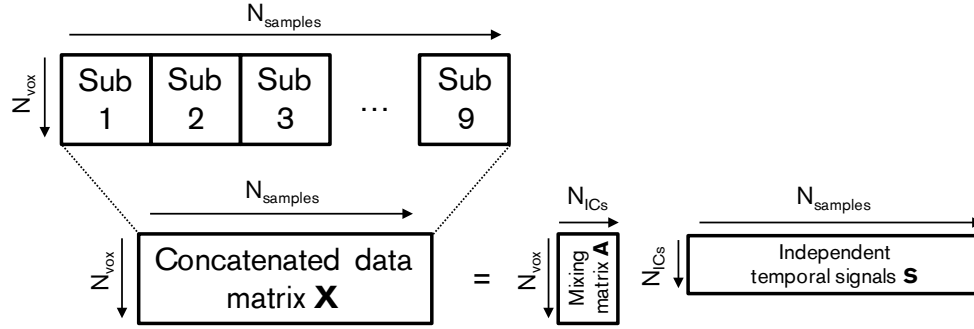 N_samples
N_vox
Sub 1
Sub 2
Sub 3
...
Sub 9
N_samples
N_vox
Concatenated data
matrix X
=
N_ICs
N_vox
Mixing
matrix A
N_samples
N_ICs
Independent
temporal signals S